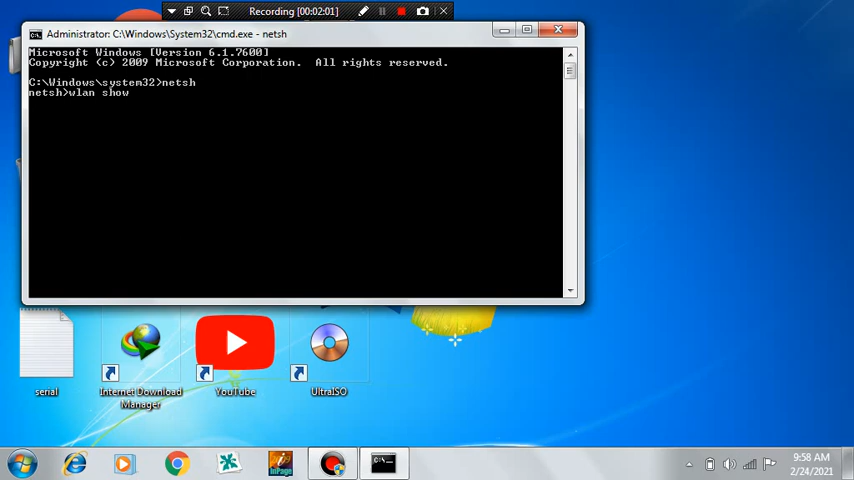 Recording [00:02:01]
Administrator: C:\Windows\System32\cmd.exe - netsh
Microsoft Windows [Version 6.1.7600]
Copyright (c) 2009 Microsoft Corporation.  All rights reserved.
C:\Windows\system32>netsh
netsh>wlan show
serial
Internet Download
Manager
YouTube
UltraISO
InPage
9:58 AM
2/24/2021